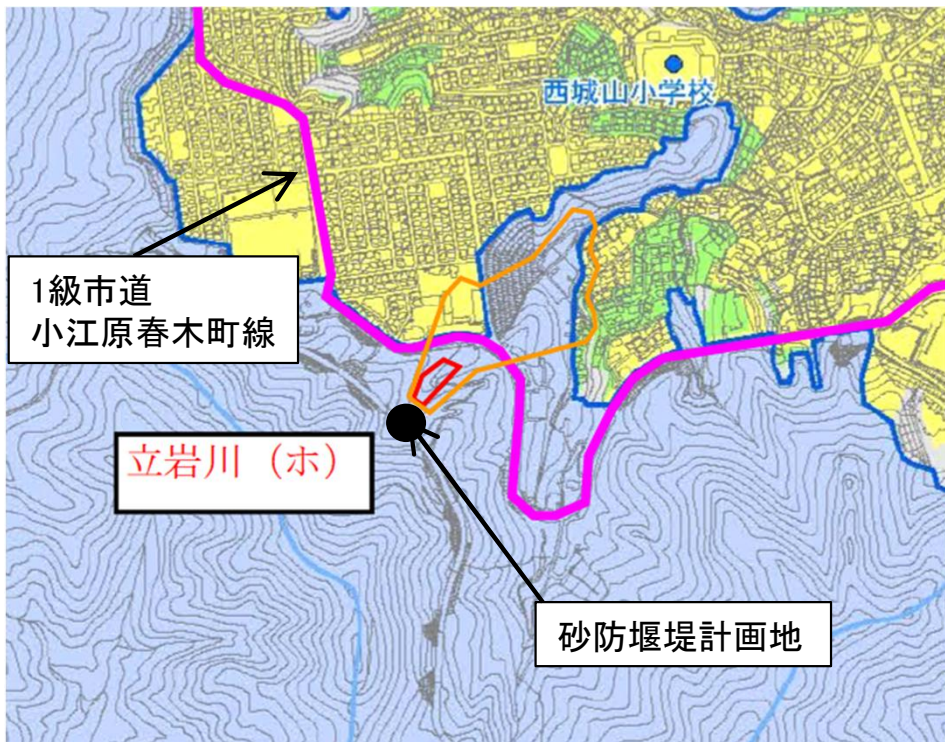 西城山小学校
1級市道
小江原春木町線
立岩川（ホ）
砂防堰堤計画地